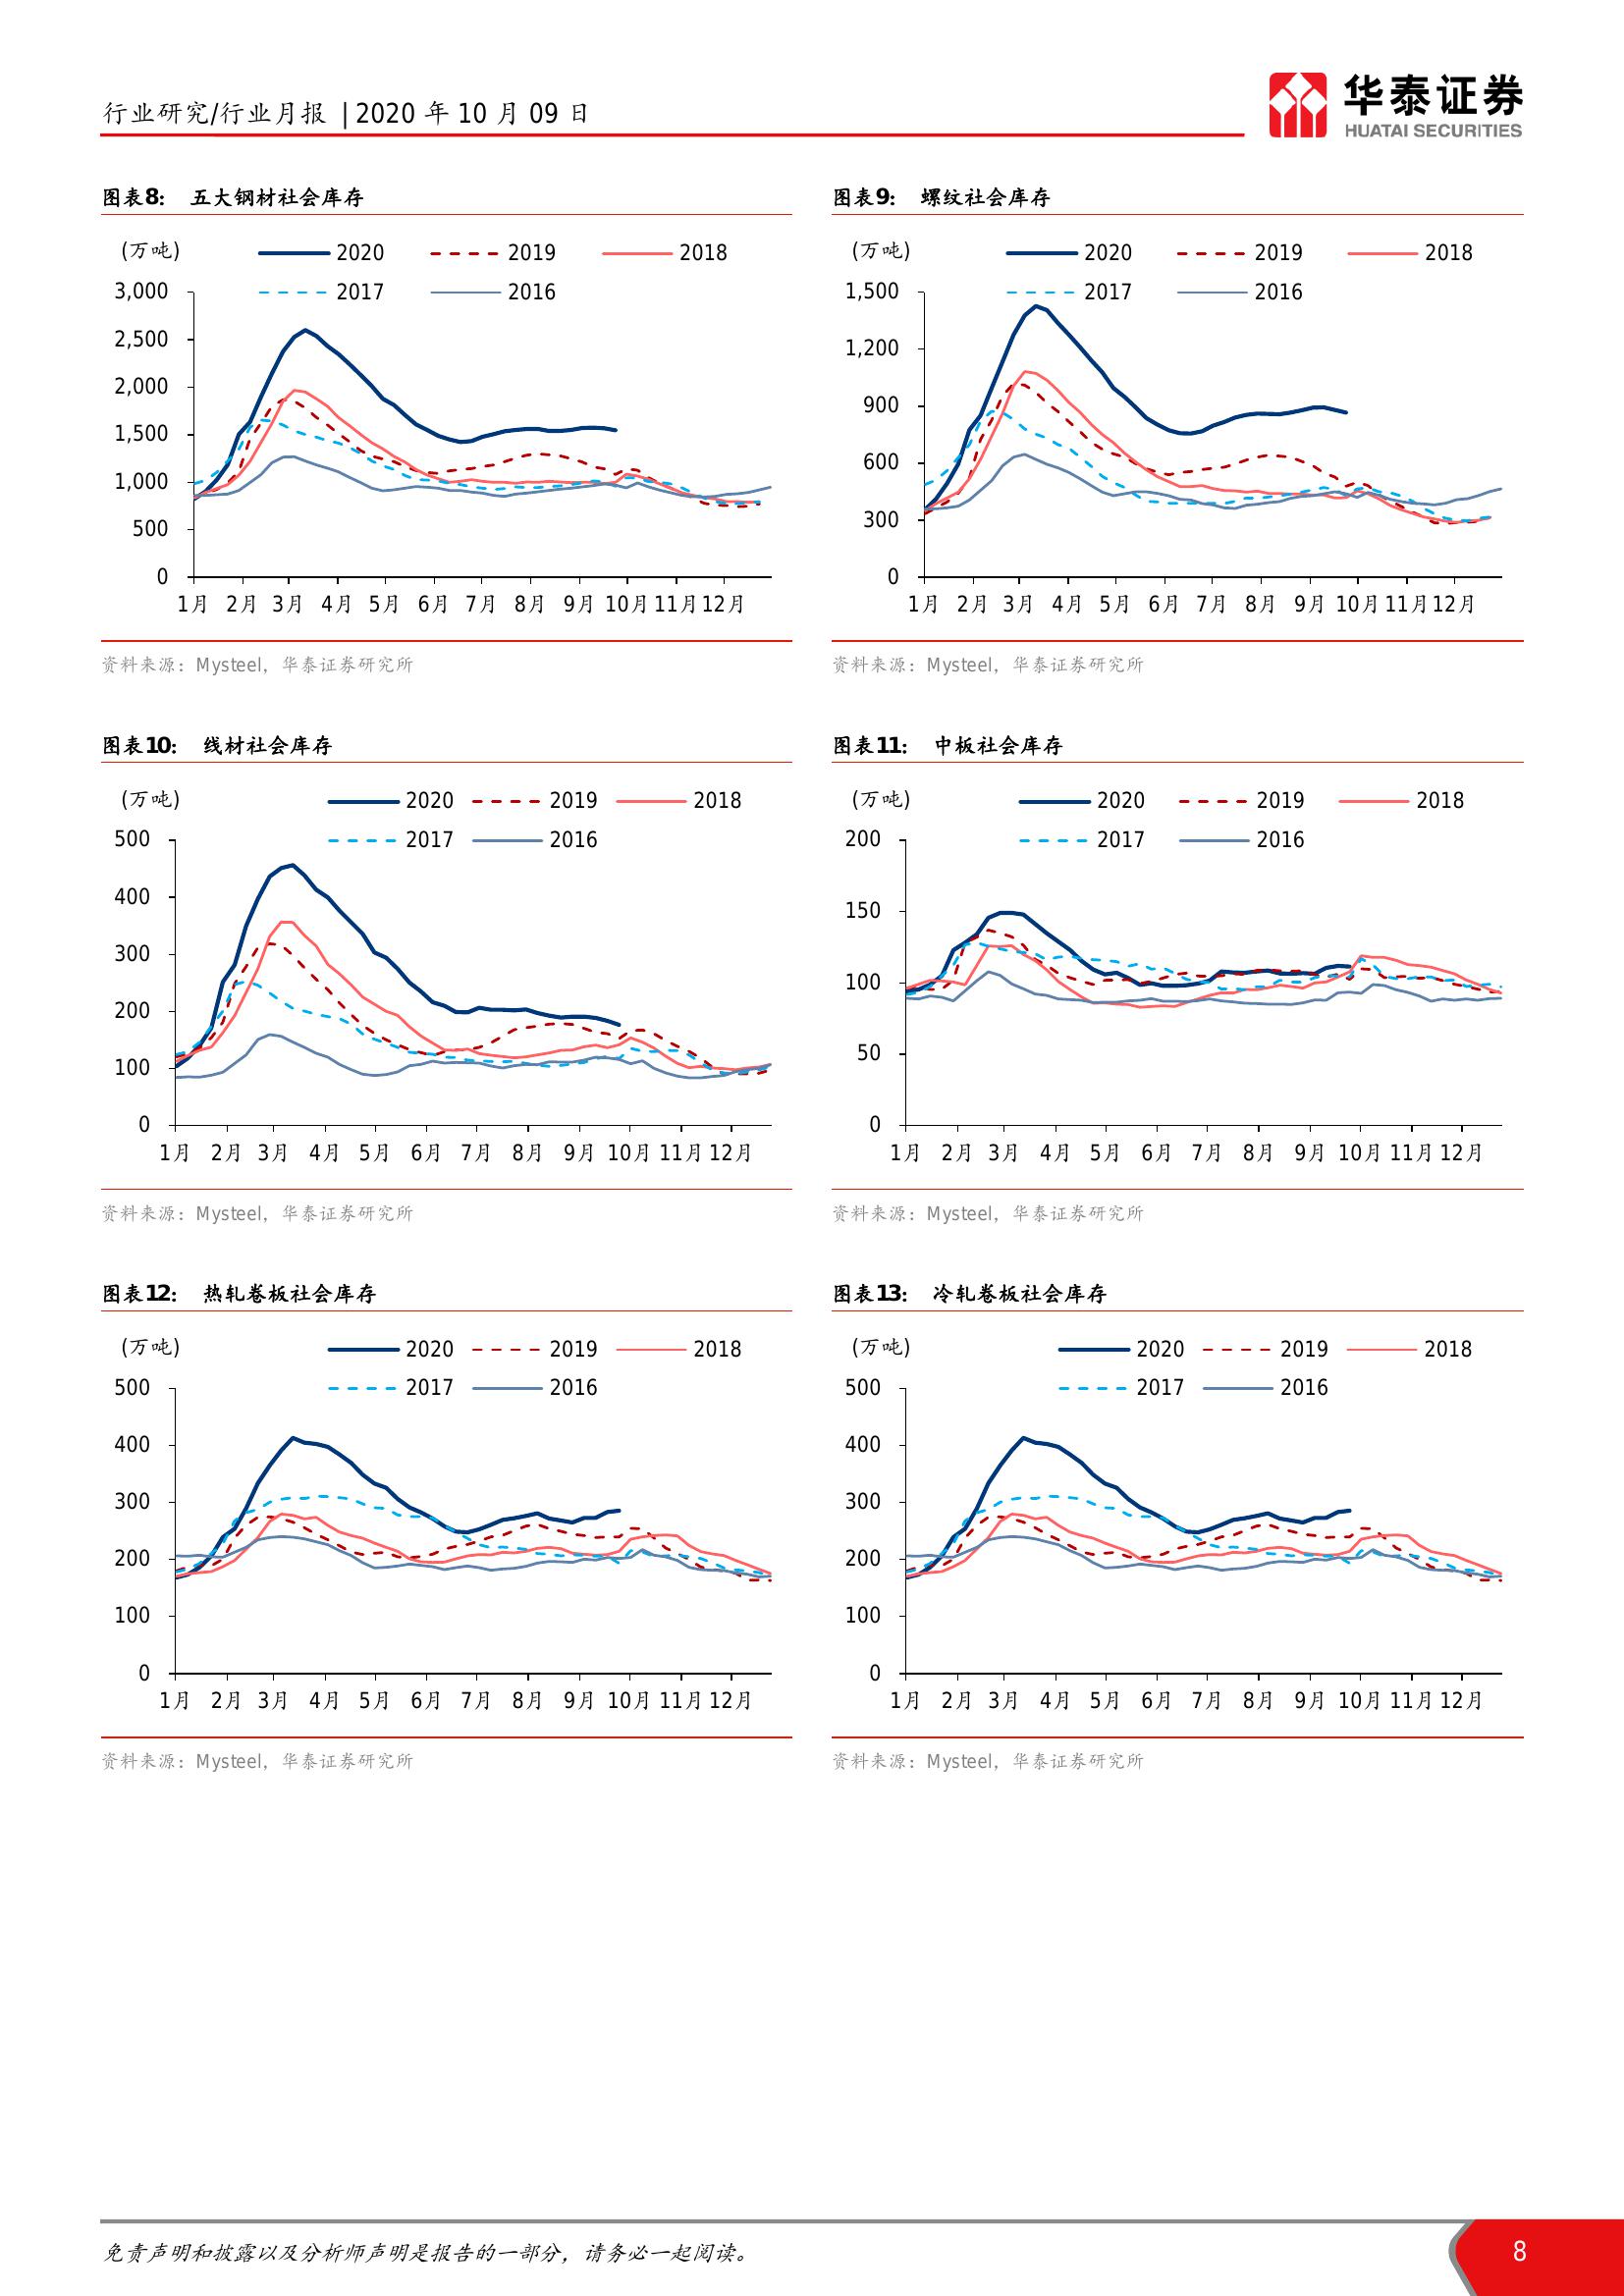 行业研究/行业月报 | 2020 年 10 月 09 日
华泰证券
HUATAI SECURITIES
图表8: 五大钢材社会库存
(万吨)
2020 2019 2018
2017 2016
3,000
2,500
2,000
1,500
1,000
500
0
1月 2月 3月 4月 5月 6月 7月 8月 9月 10月 11月 12月
资料来源：Mysteel，华泰证券研究所
图表9: 螺纹社会库存
(万吨)
2020 2019 2018
2017 2016
1,500
1,200
900
600
300
0
1月 2月 3月 4月 5月 6月 7月 8月 9月 10月 11月 12月
资料来源：Mysteel，华泰证券研究所
图表10: 线材社会库存
(万吨)
2020 2019 2018
2017 2016
500
400
300
200
100
0
1月 2月 3月 4月 5月 6月 7月 8月 9月 10月 11月 12月
资料来源：Mysteel，华泰证券研究所
图表11: 中板社会库存
(万吨)
2020 2019 2018
2017 2016
200
150
100
50
0
1月 2月 3月 4月 5月 6月 7月 8月 9月 10月 11月 12月
资料来源：Mysteel，华泰证券研究所
图表12: 热轧卷板社会库存
(万吨)
2020 2019 2018
2017 2016
500
400
300
200
100
0
1月 2月 3月 4月 5月 6月 7月 8月 9月 10月 11月 12月
资料来源：Mysteel，华泰证券研究所
图表13: 冷轧卷板社会库存
(万吨)
2020 2019 2018
2017 2016
500
400
300
200
100
0
1月 2月 3月 4月 5月 6月 7月 8月 9月 10月 11月 12月
资料来源：Mysteel，华泰证券研究所
免责声明和披露以及分析师声明是报告的一部分，请务必一起阅读。
8